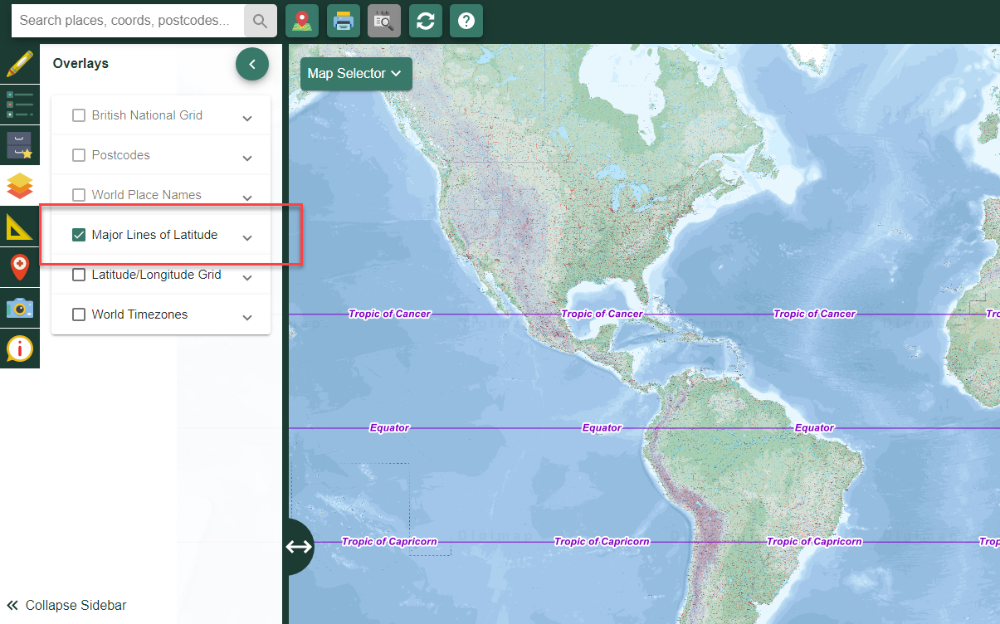 Search places, coords, postcodes...
Overlays
Map Selector
British National Grid
Postcodes
World Place Names
Major Lines of Latitude
Latitude/Longitude Grid
World Timezones
Tropic of Cancer Tropic of Cancer Tropic of Cancer Tro
Equator Equator Equator
Tropic of Capricorn Tropic of Capricorn Tropic of Capricorn Trop
Collapse Sidebar